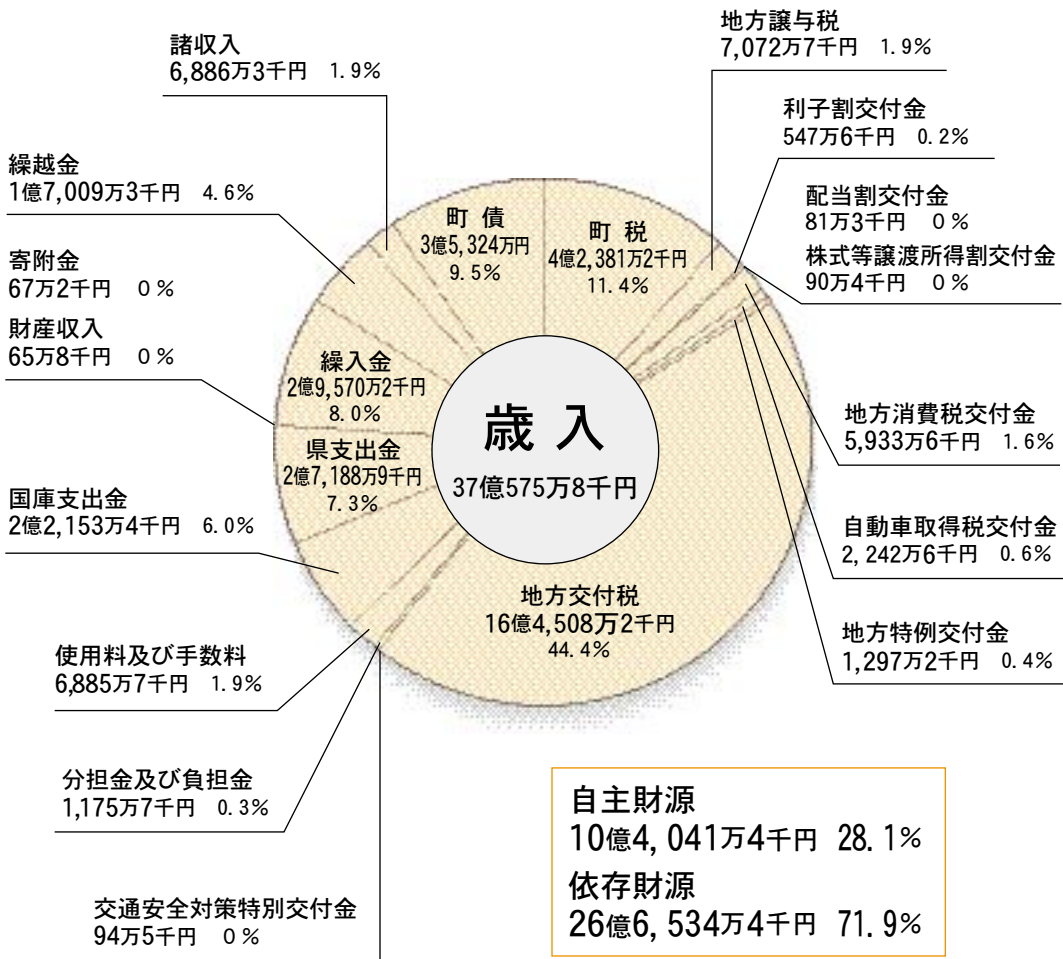 地方譲与税
7,072万7千円 1.9%
諸収入
6,886万3千円 1.9%
利子割交付金
547万6千円 0.2%
繰越金
1億7,009万3千円 4.6%
配当割交付金
81万3千円 0%
町債
3億5,324万円
9.5%
町税
4億2,381万2千円
11.4%
株式等譲渡所得割交付金
90万4千円 0%
寄附金
67万2千円 0%
財産収入
65万8千円 0%
繰入金
2億9,570万2千円
8.0%
歳入
37億575万8千円
地方消費税交付金
5,933万6千円 1.6%
県支出金
2億7,188万9千円
7.3%
国庫支出金
2億2,153万4千円 6.0%
自動車取得税交付金
2,242万6千円 0.6%
地方交付税
16億4,508万2千円
44.4%
地方特例交付金
1,297万2千円 0.4%
使用料及び手数料
6,885万7千円 1.9%
分担金及び負担金
1,175万7千円 0.3%
自主財源
10億4,041万4千円 28.1%
依存財源
26億6,534万4千円 71.9%
交通安全対策特別交付金
94万5千円 0%